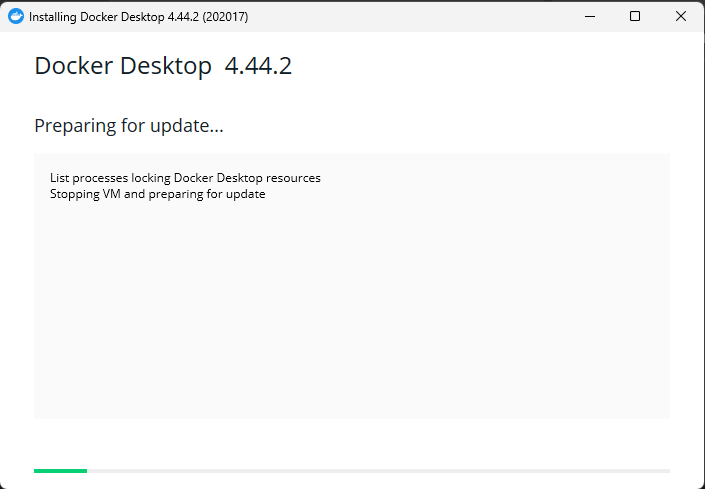 Installing Docker Desktop 4.44.2 (202017)
Docker Desktop 4.44.2
Preparing for update...
List processes locking Docker Desktop resources
Stopping VM and preparing for update